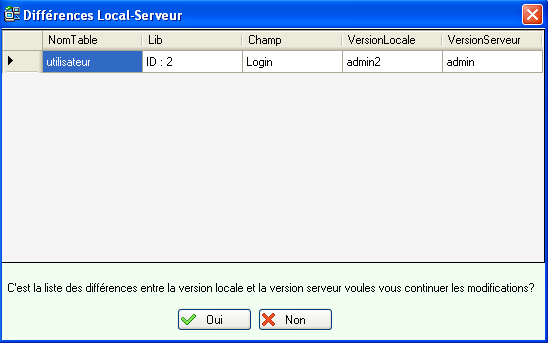 Différences Local-Serveur
NomTable Lib Champ VersionLocale VersionServeur
utilisateur ID : 2 Login admin2 admin
C'est la liste des différences entre la version locale et la version serveur voules vous continuer les modifications?
Oui Non